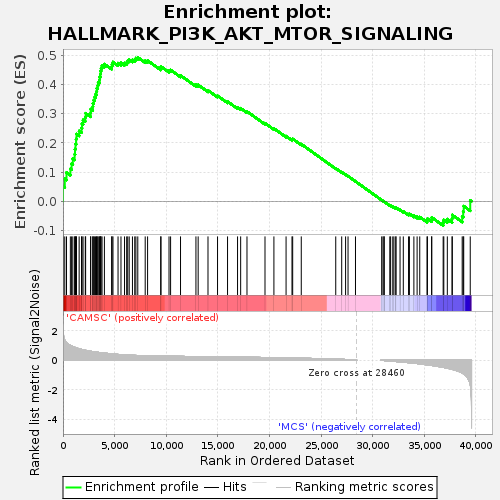 Enrichment plot:
HALLMARK_PI3K_AKT_MTOR_SIGNALING
Enrichment score (ES)
0.5
0.4
0.3
0.2
0.1
0.0
-0.1
'CAMSC' (positively correlated)
Ranked list metric (Signal2Noise)
2
0
-2
-4
Zero cross at 28460
'MCS' (negatively correlated)
0
5,000
10,000
15,000
20,000
25,000
30,000
35,000
40,000
Rank in Ordered Dataset
Enrichment profile
Hits
Ranking metric scores